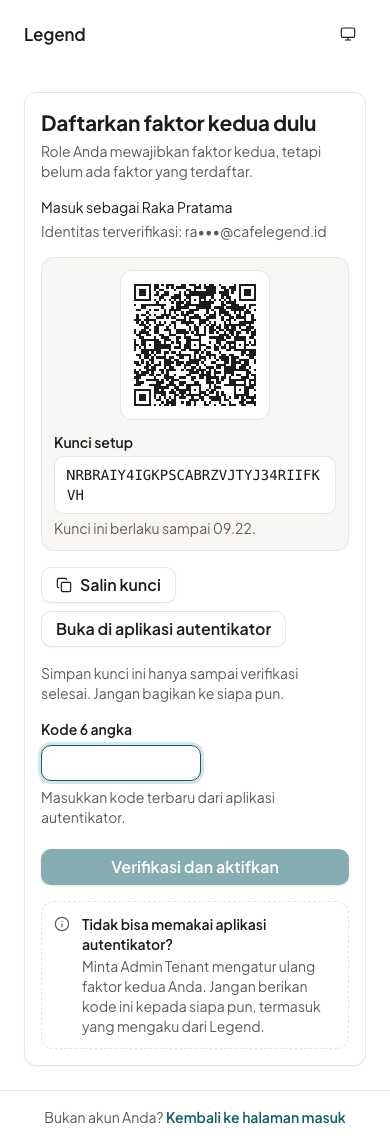 Legend
Daftarkan faktor kedua dulu
Role Anda mewajibkan faktor kedua, tetapi
belum ada faktor yang terdaftar.
Masuk sebagai Raka Pratama
Identitas terverifikasi: ra•••@cafelegend.id
Kunci setup
NRBRAIY4IGKPSCABRZVJTYJ34RIIFK
VH
Kunci ini berlaku sampai 09.22.
Salin kunci
Buka di aplikasi autentikator
Simpan kunci ini hanya sampai verifikasi
selesai. Jangan bagikan ke siapa pun.
Kode 6 angka
Masukkan kode terbaru dari aplikasi
autentikator.
Verifikasi dan aktifkan
Tidak bisa memakai aplikasi
autentikator?
Minta Admin Tenant mengatur ulang
faktor kedua Anda. Jangan berikan
kode ini kepada siapa pun, termasuk
yang mengaku dari Legend.
Bukan akun Anda? Kembali ke halaman masuk